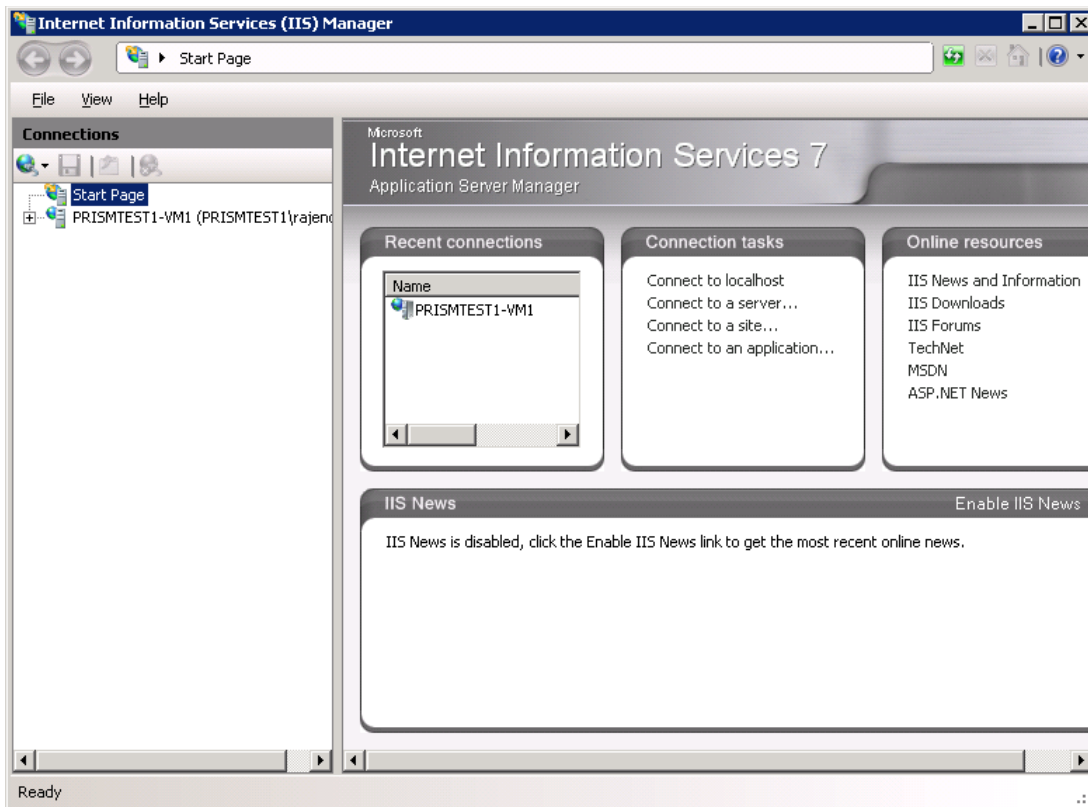 Internet Information Services (IIS) Manager
Start Page
File View Help
Connections
Start Page
PRISMTEST1-VM1 (PRISMTEST1\rajend
Microsoft
Internet Information Services 7
Application Server Manager
Recent connections
Name
PRISMTEST1-VM1
Connection tasks
Connect to localhost
Connect to a server...
Connect to a site...
Connect to an application...
Online resources
IIS News and Information
IIS Downloads
IIS Forums
TechNet
MSDN
ASP.NET News
IIS News
Enable IIS News
IIS News is disabled, click the Enable IIS News link to get the most recent online news.
Ready